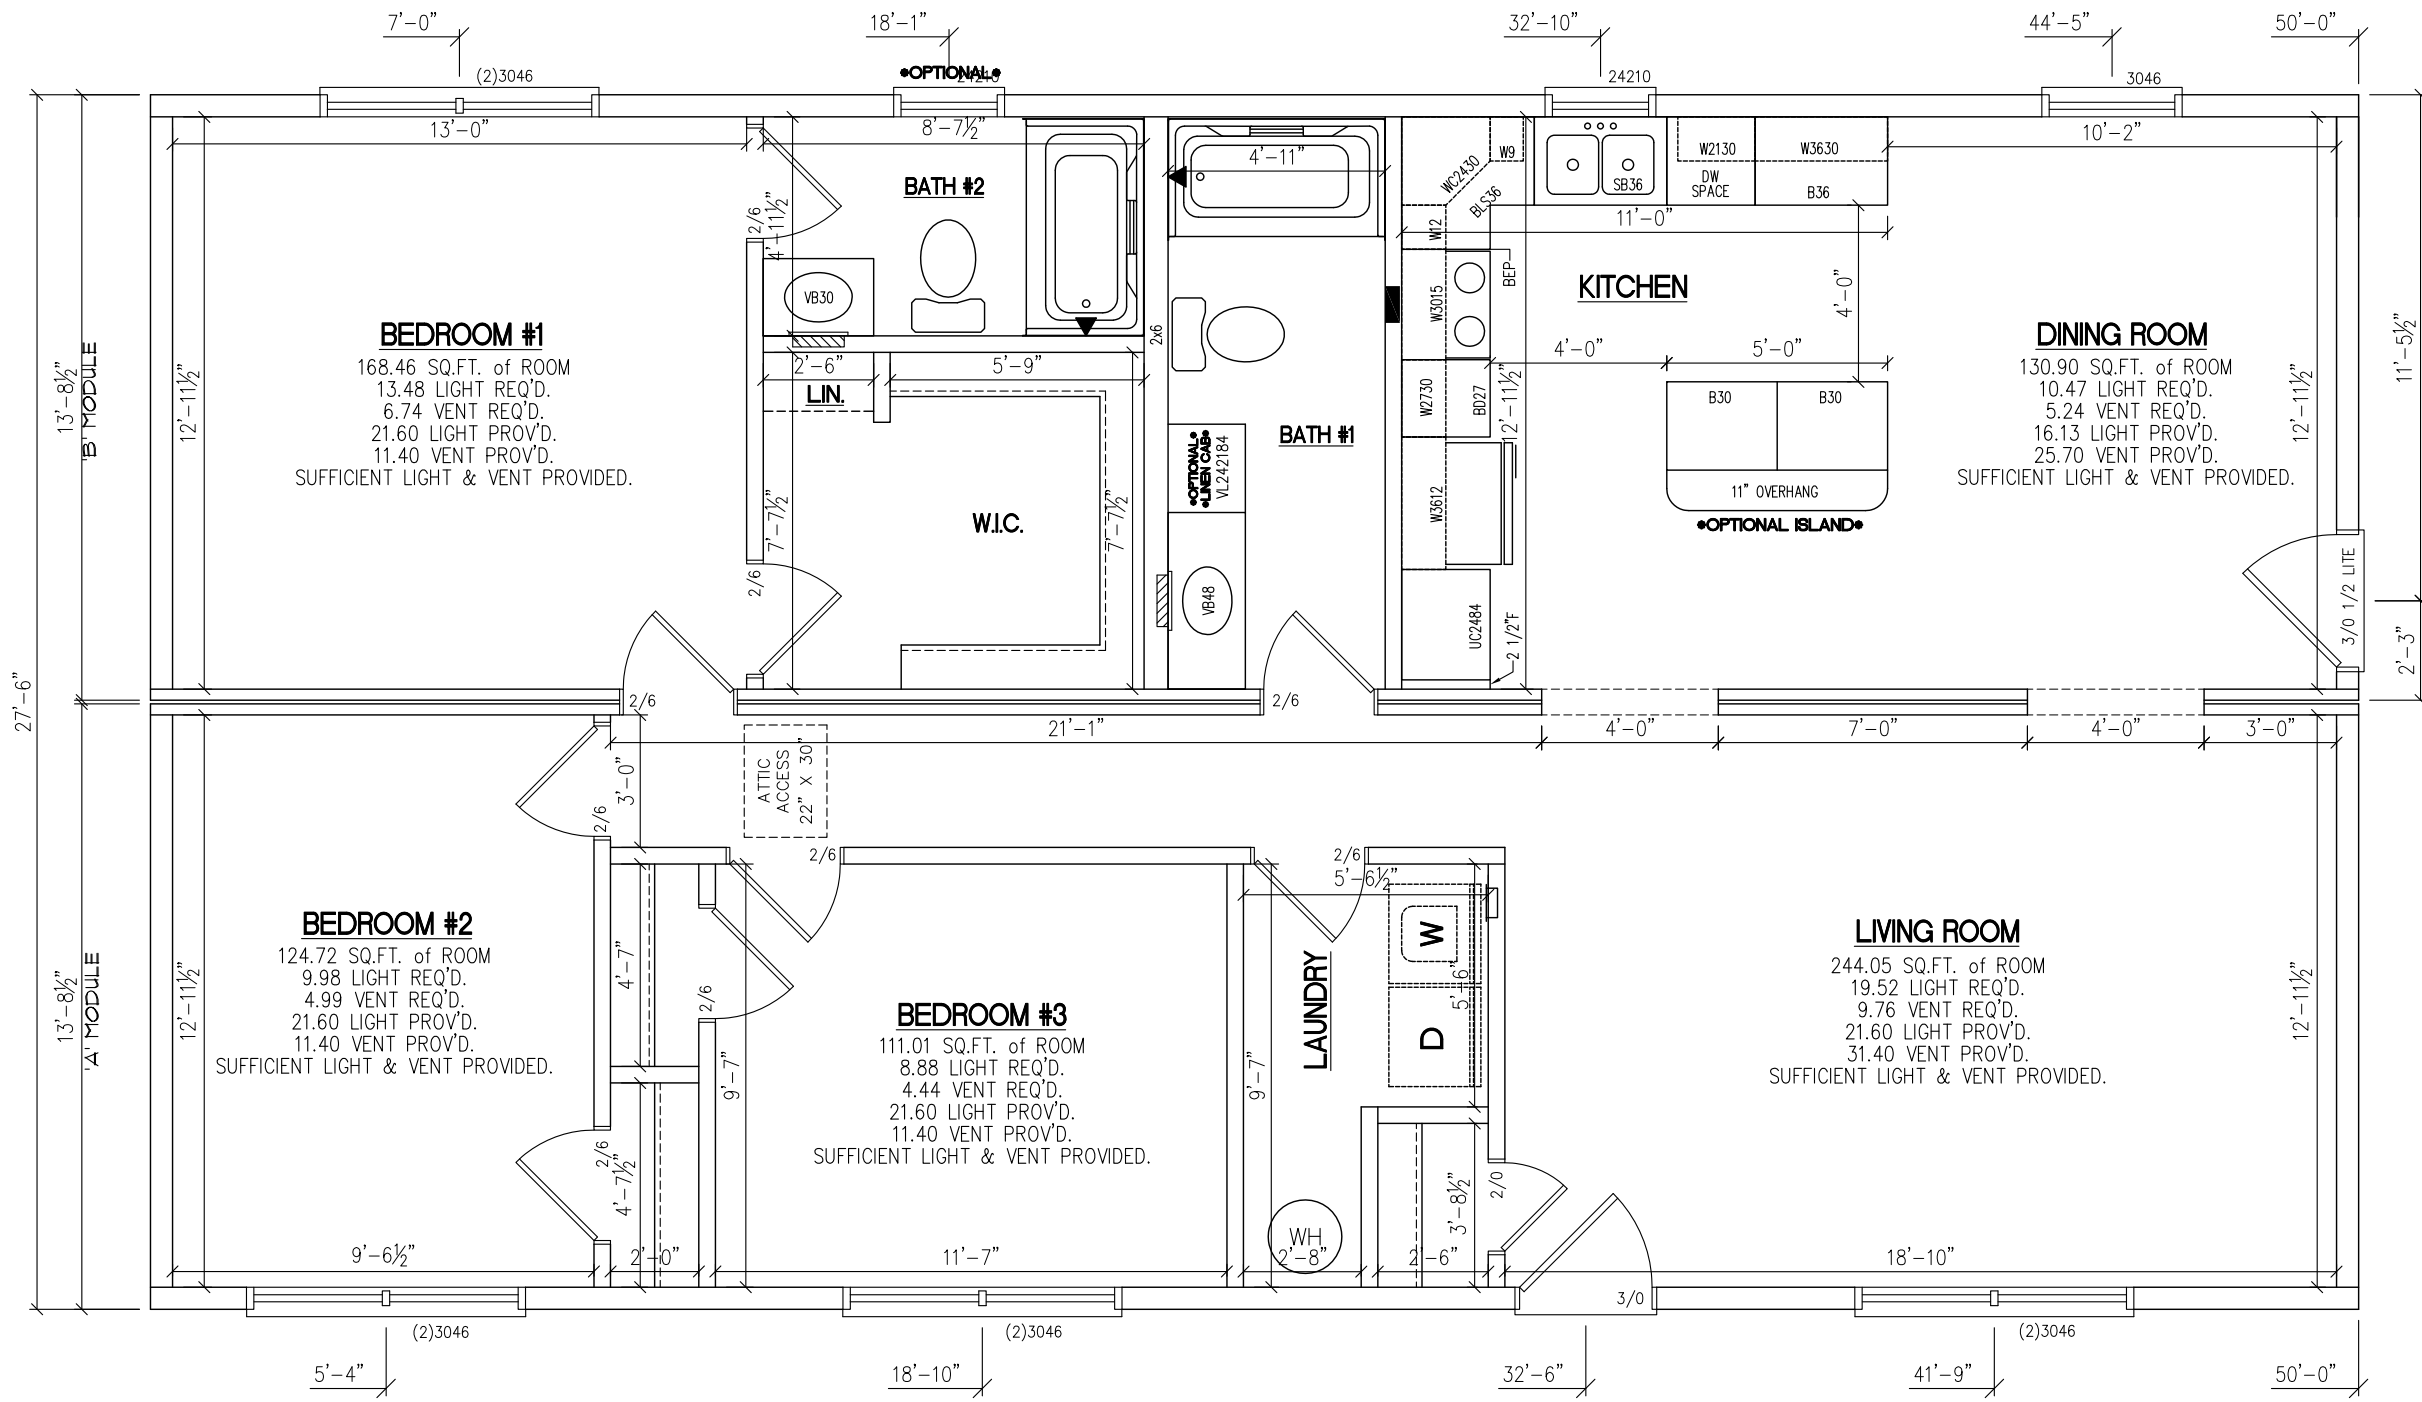 7'-0"
18'-1"
32'-10"
44'-5"
50'-0"
(2)3046
*OPTIONAL*
24210
24210
3046
13'-0"
8'-7½"
4'-11"
10'-2"
BATH #2
2/6
4'-11½"
VB30
W9
WC2430
BLS36
W12
SB36
W2130
DW
SPACE
W3630
B36
11'-0"
BEP
KITCHEN
4'-0"
W3015
2x6
BEDROOM #1
168.46 SQ.FT. of ROOM
13.48 LIGHT REQ'D.
6.74 VENT REQ'D.
21.60 LIGHT PROV'D.
11.40 VENT PROV'D.
SUFFICIENT LIGHT & VENT PROVIDED.
13'-8½"
'B' MODULE
12'-11½"
27'-6"
2'-6"
LIN.
5'-9"
W.I.C.
7'-7½"
7'-7½"
2/6
*OPTIONAL*
*LINEN CAB*
VL242184
BATH #1
VB48
W2730
BD27
12'-11½"
W3612
UC2484
2 1/2"F
4'-0"
5'-0"
B30
B30
11" OVERHANG
*OPTIONAL ISLAND*
DINING ROOM
130.90 SQ.FT. of ROOM
10.47 LIGHT REQ'D.
5.24 VENT REQ'D.
16.13 LIGHT PROV'D.
25.70 VENT PROV'D.
SUFFICIENT LIGHT & VENT PROVIDED.
12'-11½"
11'-5½"
3/0 1/2 LITE
2'-3"
2/6
2/6
21'-1"
4'-0"
7'-0"
4'-0"
3'-0"
ATTIC
ACCESS
22" X 30"
3'-0"
2/6
2/6
2/6
5'-6½"
BEDROOM #2
124.72 SQ.FT. of ROOM
9.98 LIGHT REQ'D.
4.99 VENT REQ'D.
21.60 LIGHT PROV'D.
11.40 VENT PROV'D.
SUFFICIENT LIGHT & VENT PROVIDED.
13'-8½"
'A' MODULE
12'-11½"
4'-7"
2/6
2/6
4'-7½"
BEDROOM #3
111.01 SQ.FT. of ROOM
8.88 LIGHT REQ'D.
4.44 VENT REQ'D.
21.60 LIGHT PROV'D.
11.40 VENT PROV'D.
SUFFICIENT LIGHT & VENT PROVIDED.
9'-7"
9'-7"
LAUNDRY
W
D
5'-6"
3'-8½"
2/0
WH
LIVING ROOM
244.05 SQ.FT. of ROOM
19.52 LIGHT REQ'D.
9.76 VENT REQ'D.
21.60 LIGHT PROV'D.
31.40 VENT PROV'D.
SUFFICIENT LIGHT & VENT PROVIDED.
12'-11½"
9'-6½"
2'-0"
11'-7"
2'-8"
2'-6"
18'-10"
3/0
(2)3046
(2)3046
(2)3046
5'-4"
18'-10"
32'-6"
41'-9"
50'-0"